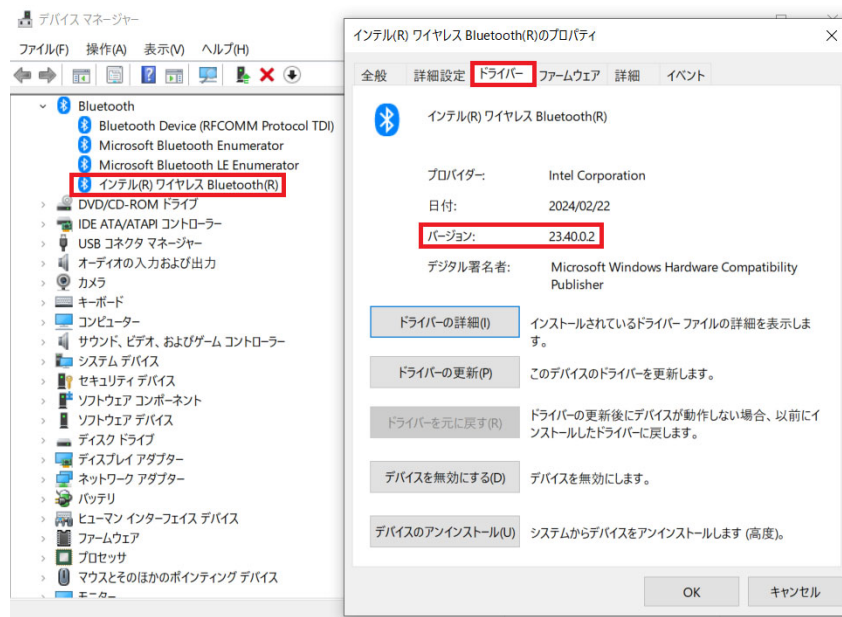 デバイス マネージャー
ファイル(F) 操作(A) 表示(V) ヘルプ(H)
Bluetooth
Bluetooth Device (RFCOMM Protocol TDI)
Microsoft Bluetooth Enumerator
Microsoft Bluetooth LE Enumerator
インテル(R) ワイヤレス Bluetooth(R)
DVD/CD-ROM ドライブ
IDE ATA/ATAPI コントローラー
USB コネクタ マネージャー
オーディオの入力および出力
カメラ
キーボード
コンピューター
サウンド、ビデオ、およびゲーム コントローラー
システム デバイス
セキュリティ デバイス
ソフトウェア コンポーネント
ソフトウェア デバイス
ディスク ドライブ
ディスプレイ アダプター
ネットワーク アダプター
バッテリ
ヒューマン インターフェイス デバイス
ファームウェア
プロセッサ
マウスとそのほかのポインティング デバイス
モニター
インテル(R) ワイヤレス Bluetooth(R)のプロパティ
全般 詳細設定 ドライバー ファームウェア 詳細 イベント
インテル(R) ワイヤレス Bluetooth(R)
プロバイダー: Intel Corporation
日付: 2024/02/22
バージョン: 23.40.0.2
デジタル署名者: Microsoft Windows Hardware Compatibility
Publisher
ドライバーの詳細(I) インストールされているドライバー ファイルの詳細を表示しま
す。
ドライバーの更新(P) このデバイスのドライバーを更新します。
ドライバーを元に戻す(R) ドライバーの更新後にデバイスが動作しない場合、以前にイ
ンストールしたドライバーに戻します。
デバイスを無効にする(D) デバイスを無効にします。
デバイスのアンインストール(U) システムからデバイスをアンインストールします (高度)。
OK キャンセル